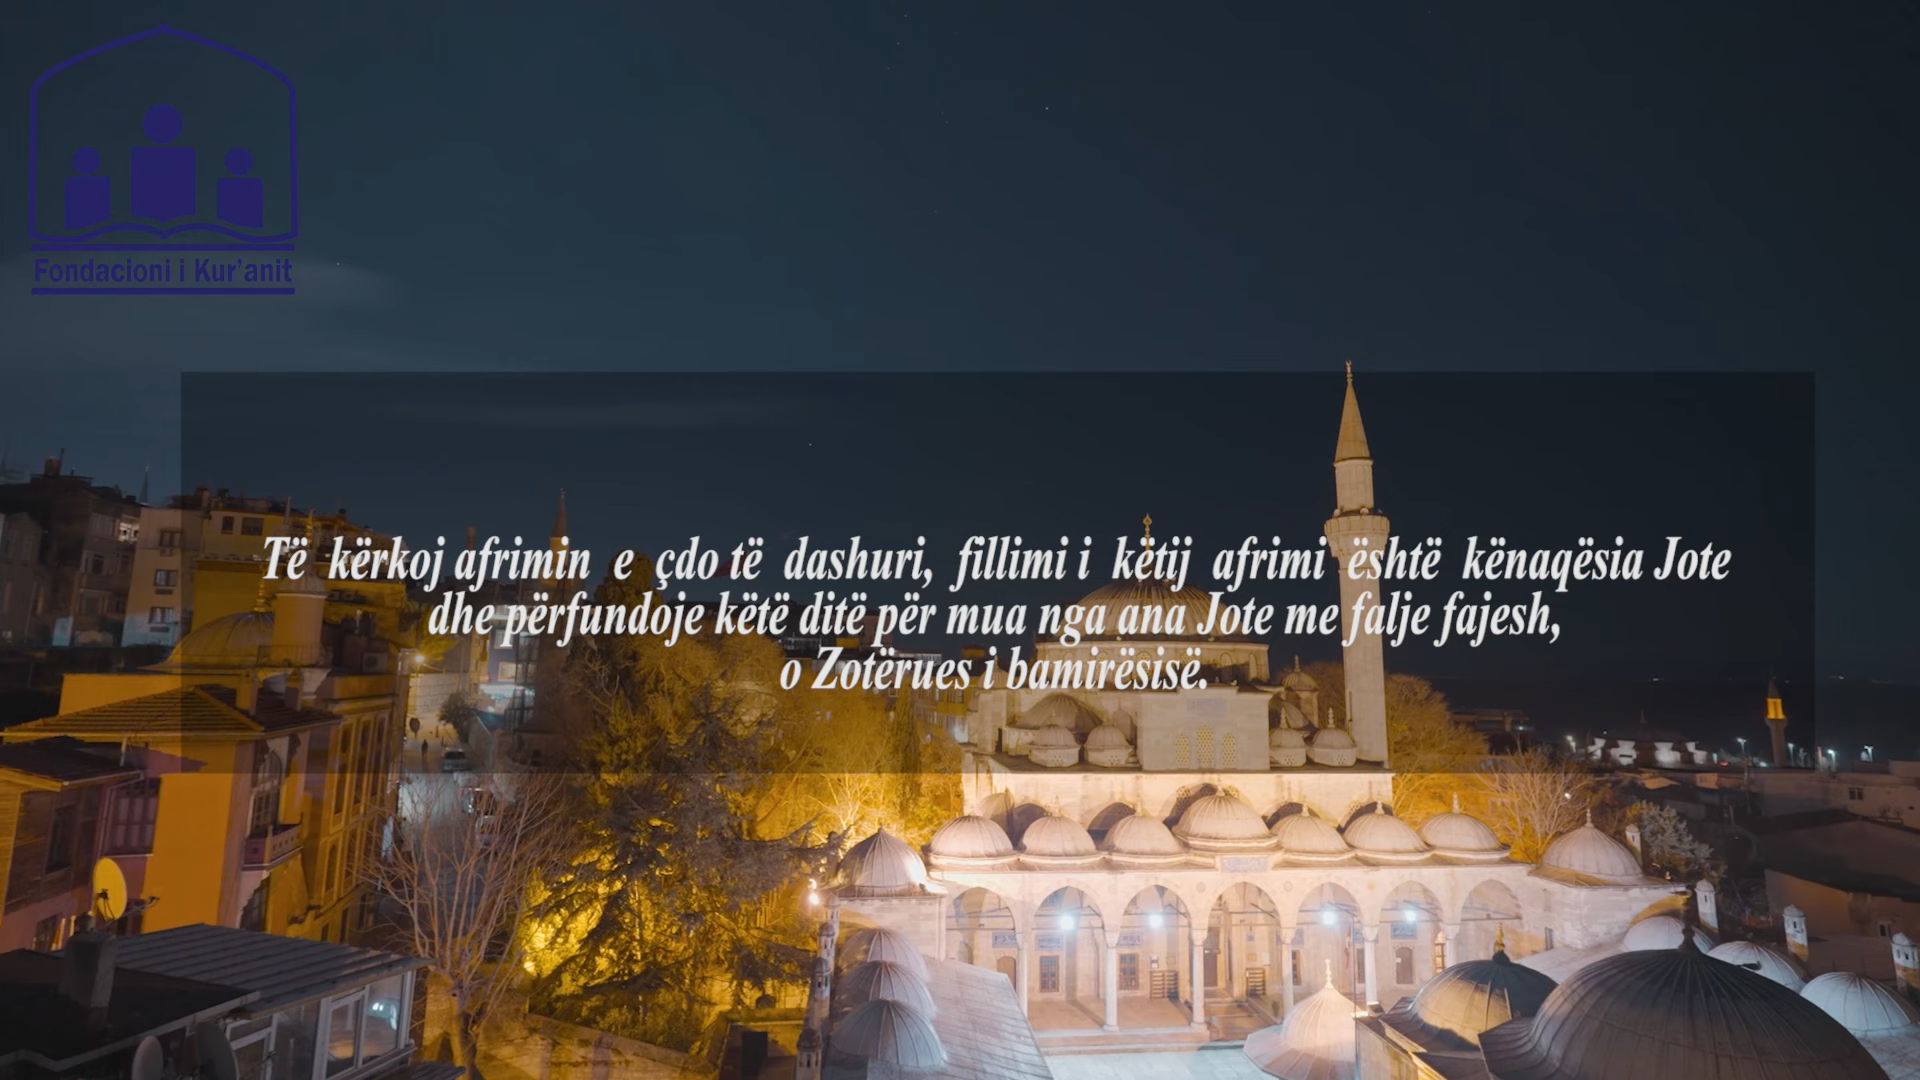 Fondacioni i Kur'anit
Të kërkoj afrimin e çdo të dashuri, fillimi i këtij afrimi është kënaqësia Jote
dhe përfundoje këtë ditë për mua nga ana Jote me falje fajesh,
o Zotërues i bamirësisë.